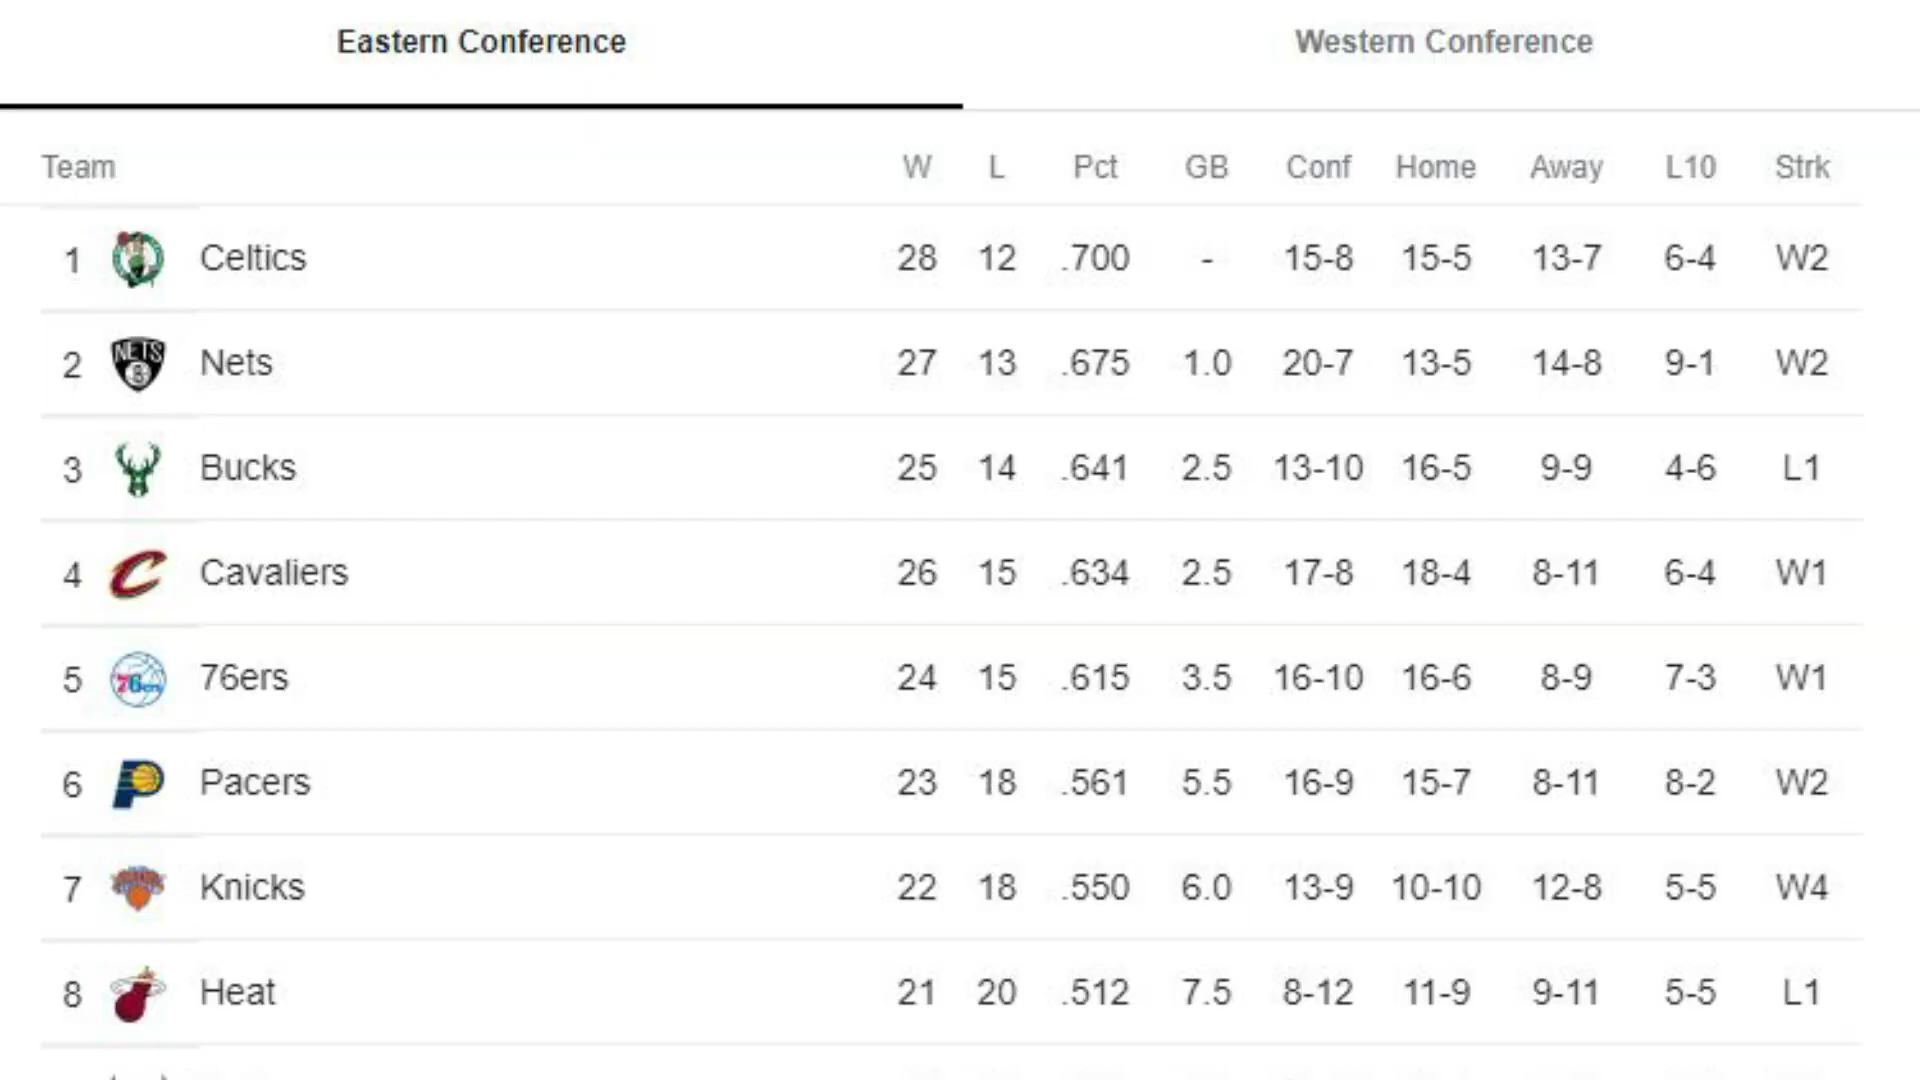 Eastern Conference Western Conference
Team W L Pct GB Conf Home Away L10 Strk
1 Celtics 28 12 .700 - 15-8 15-5 13-7 6-4 W2
2 NETS B Nets 27 13 .675 1.0 20-7 13-5 14-8 9-1 W2
3 Bucks 25 14 .641 2.5 13-10 16-5 9-9 4-6 L1
4 C Cavaliers 26 15 .634 2.5 17-8 18-4 8-11 6-4 W1
5 76ers 76ers 24 15 .615 3.5 16-10 16-6 8-9 7-3 W1
6 P Pacers 23 18 .561 5.5 16-9 15-7 8-11 8-2 W2
7 Knicks 22 18 .550 6.0 13-9 10-10 12-8 5-5 W4
8 Heat 21 20 .512 7.5 8-12 11-9 9-11 5-5 L1